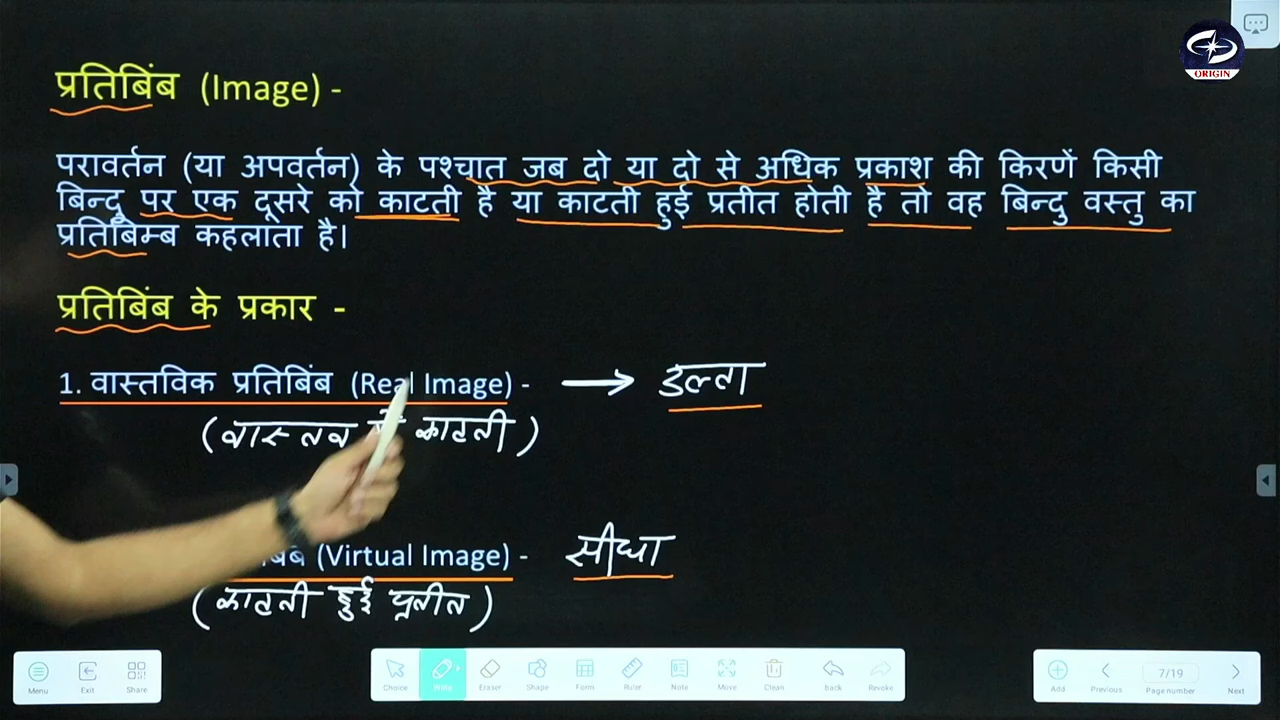 ORIGIN
प्रतिबिंब (Image) -
परावर्तन (या अपवर्तन) के पश्चात जब दो या दो से अधिक प्रकाश की किरणें किसी
बिन्दु पर एक दूसरे को काटती है या काटती हुई प्रतीत होती है तो वह बिन्दु वस्तु का
प्रतिबिम्ब कहलाता है।
प्रतिबिंब के प्रकार -
1. वास्तविक प्रतिबिंब (Real Image) - → उल्टा
(वास्तव काटती)
(Virtual Image) - सीधा
(काटती हुई प्रतीत)
Menu Exit Share Choice Write Eraser Shape Form Ruler Note Move Clean back Revoke Add Previous 7/19 Page number Next